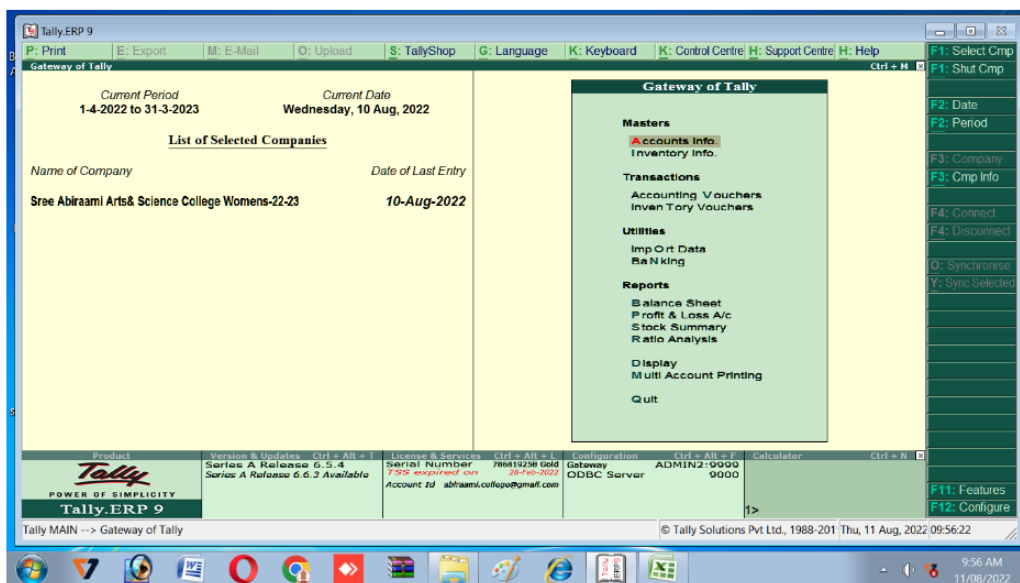 Tally.ERP 9
P: Print E: Export M: E-Mail O: Upload S: TallyShop G: Language K: Keyboard K: Control Centre H: Support Centre H: Help F1: Select Cmp
Gateway of Tally Ctrl + M
F1: Shut Cmp
Current Period Current Date
1-4-2022 to 31-3-2023 Wednesday, 10 Aug, 2022
List of Selected Companies
Name of Company Date of Last Entry
Sree Abiraami Arts& Science College Womens-22-23 10-Aug-2022
Gateway of Tally
Masters
Accounts Info.
Inventory Info.
Transactions
Accounting Vouchers
InvenTory Vouchers
Utilities
ImpOrt Data
BaNking
Reports
Balance Sheet
Profit & Loss A/c
Stock Summary
Ratio Analysis
Display
Multi Account Printing
Quit
F2: Date
F2: Period
F3: Company
F3: Cmp Info
F4: Connect
F4: Disconnect
O: Synchronise
Y: Sync Selected
F11: Features
F12: Configure
Product
Tally
POWER OF SIMPLICITY
Tally.ERP 9
Version & Updates Ctrl + Alt + T
Series A Release 6.5.4
Series A Release 6.6.3 Available
License & Services Ctrl + Alt + L
Serial Number 786819258 Gold
TSS expired on 28-Feb-2022
Account Id abiraami.college@gmail.com
Configuration Ctrl + Alt + F
Gateway ADMIN2:9999
ODBC Server 9000
Calculator Ctrl + N
1>
Tally MAIN --> Gateway of Tally © Tally Solutions Pvt Ltd., 1988-201 Thu, 11 Aug, 2022 09:56:22
9:56 AM
11/08/2022